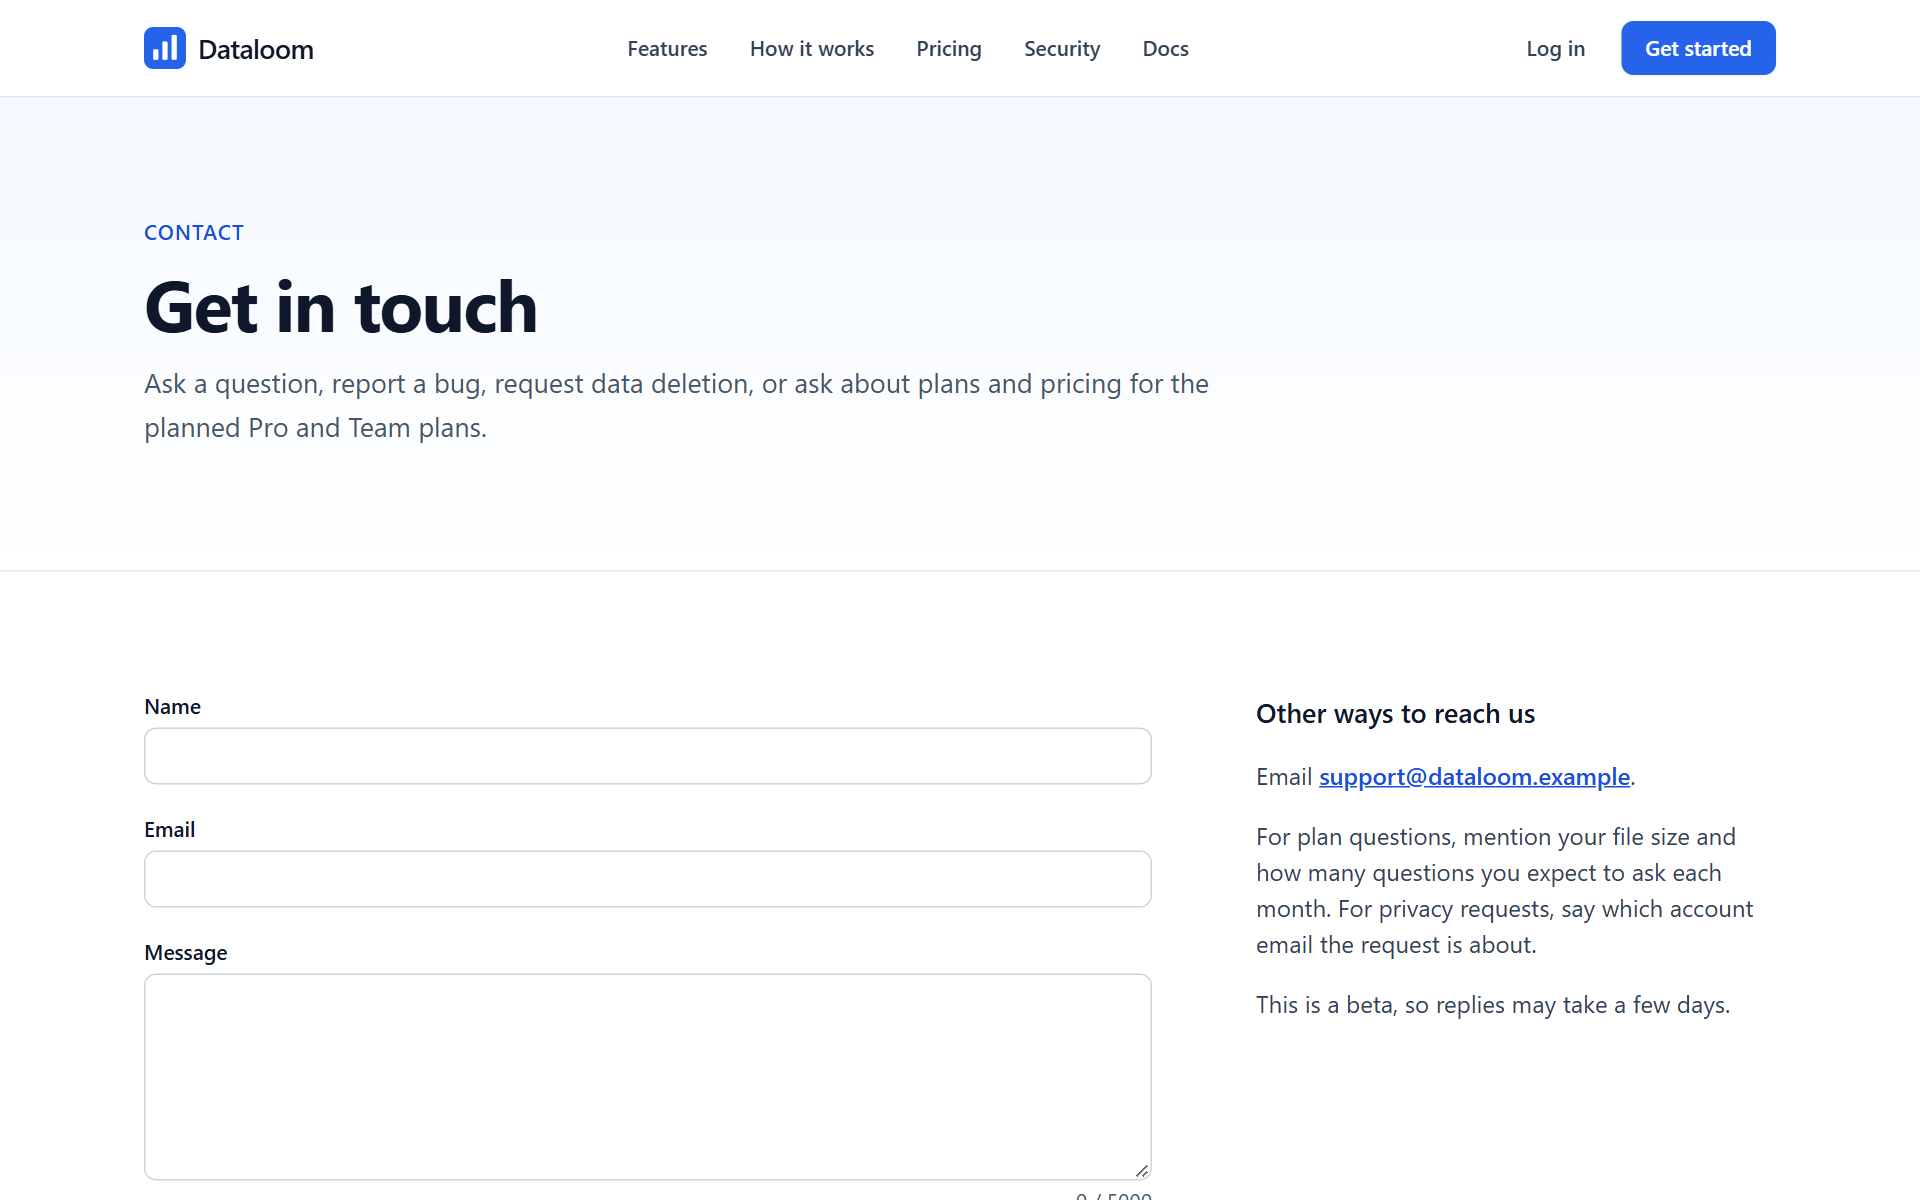 Dataloom
Features
How it works
Pricing
Security
Docs
Log in
Get started
CONTACT
Get in touch
Ask a question, report a bug, request data deletion, or ask about plans and pricing for the
planned Pro and Team plans.
Name
Email
Message
0 / 5000
Other ways to reach us
Email support@dataloom.example.
For plan questions, mention your file size and
how many questions you expect to ask each
month. For privacy requests, say which account
email the request is about.
This is a beta, so replies may take a few days.